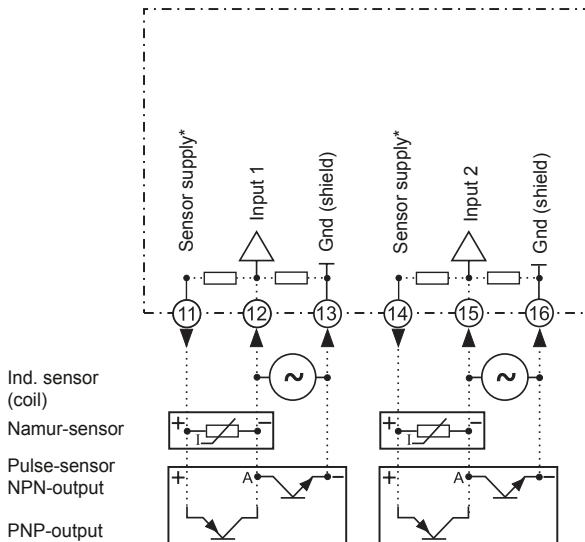 Sensor supply*
Input 1
Gnd (shield)
Sensor supply*
Input 2
Gnd (shield)
11
12
13
14
15
16
Ind. sensor
(coil)
~
~
Namur-sensor
+
I
−
+
I
−
Pulse-sensor
NPN-output
+
A
−
+
A
−
PNP-output